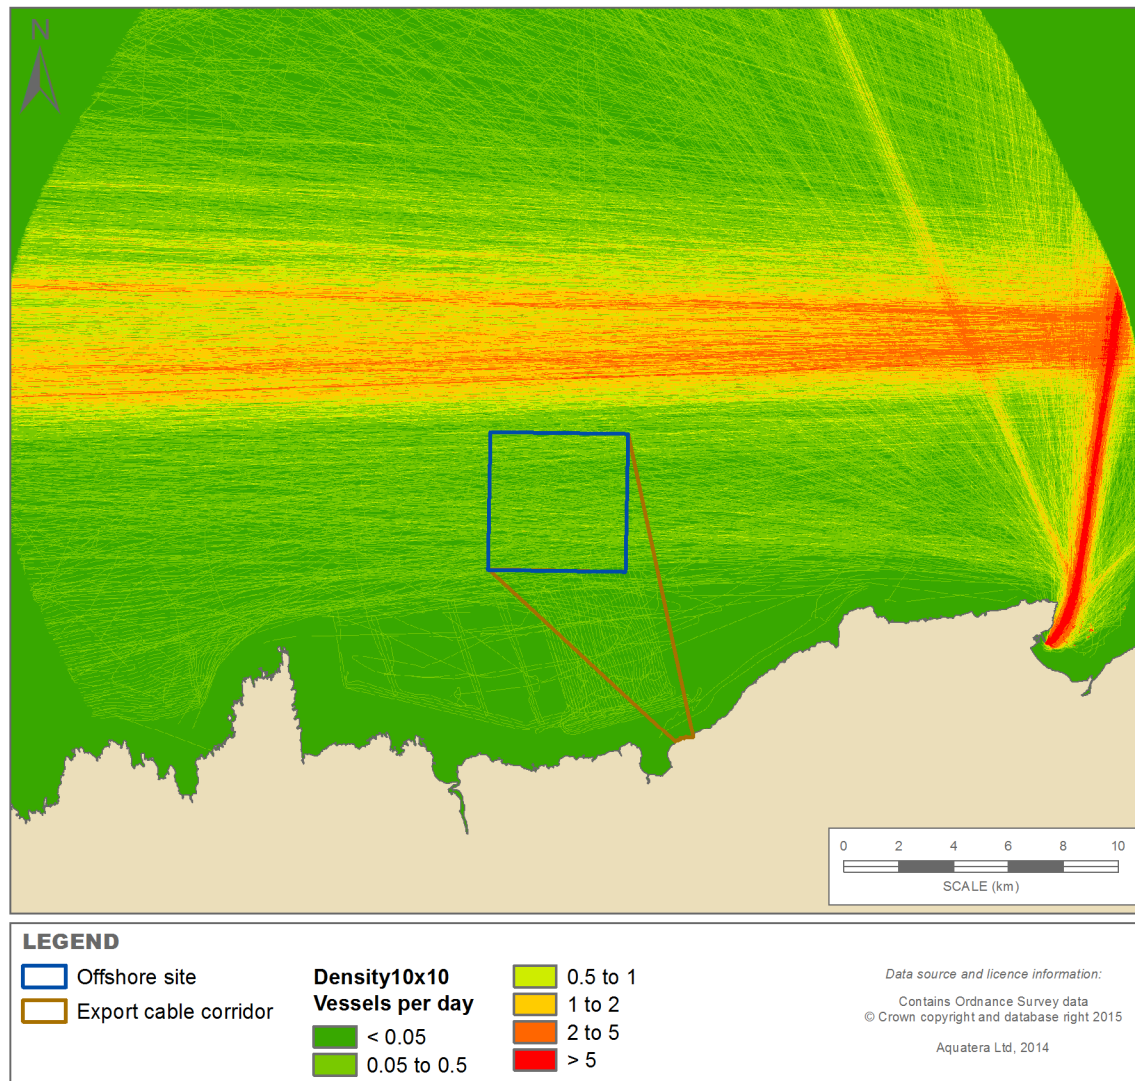 N
0 2 4 6 8 10
SCALE (km)
LEGEND
Offshore site
Export cable corridor
Density10x10
Vessels per day
< 0.05
0.05 to 0.5
0.5 to 1
1 to 2
2 to 5
> 5
Data source and licence information:
Contains Ordnance Survey data
© Crown copyright and database right 2015
Aquatera Ltd, 2014